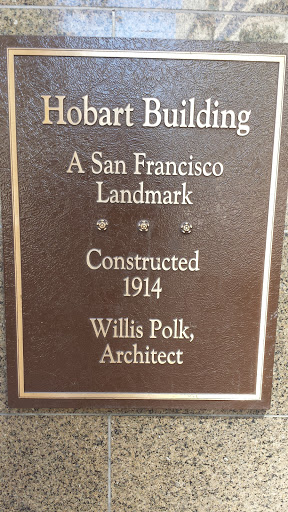 Hobart Building
A San Francisco
Landmark
Constructed
1914
Willis Polk,
Architect